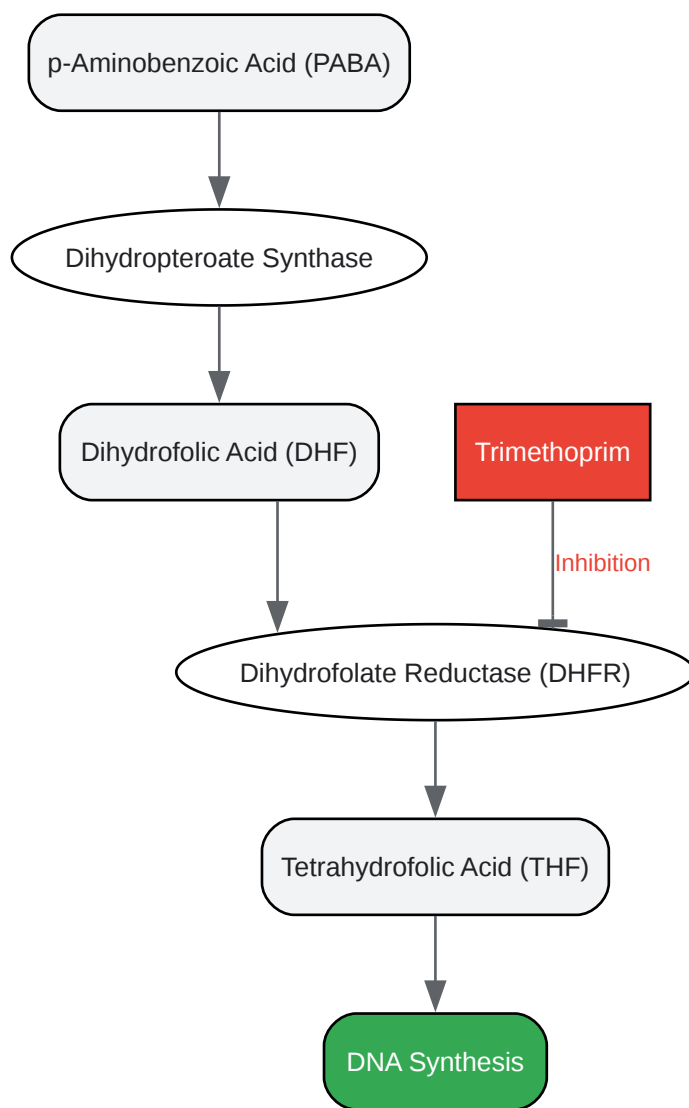 p-Aminobenzoic Acid (PABA)
Dihydropteroate Synthase
Dihydrofolic Acid (DHF)
Trimethoprim
Inhibition
Dihydrofolate Reductase (DHFR)
Tetrahydrofolic Acid (THF)
DNA Synthesis